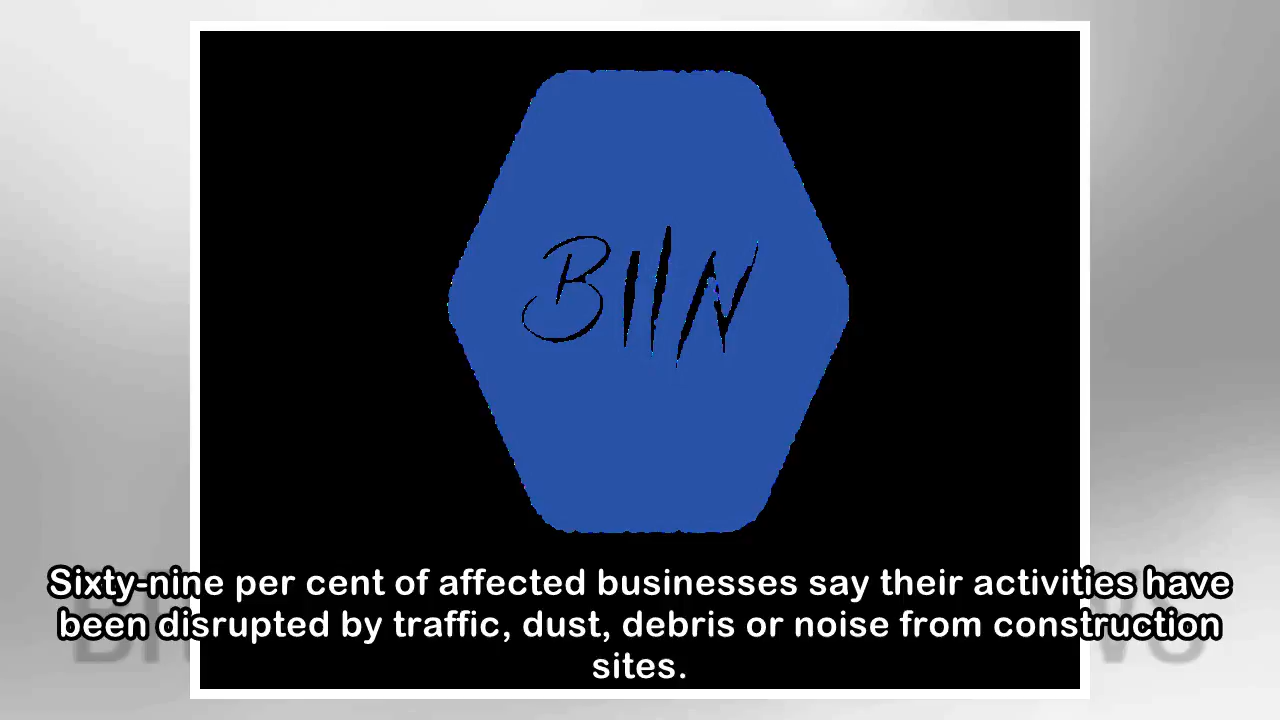 BIIN
Sixty-nine per cent of affected businesses say their activities have
been disrupted by traffic, dust, debris or noise from construction
sites.